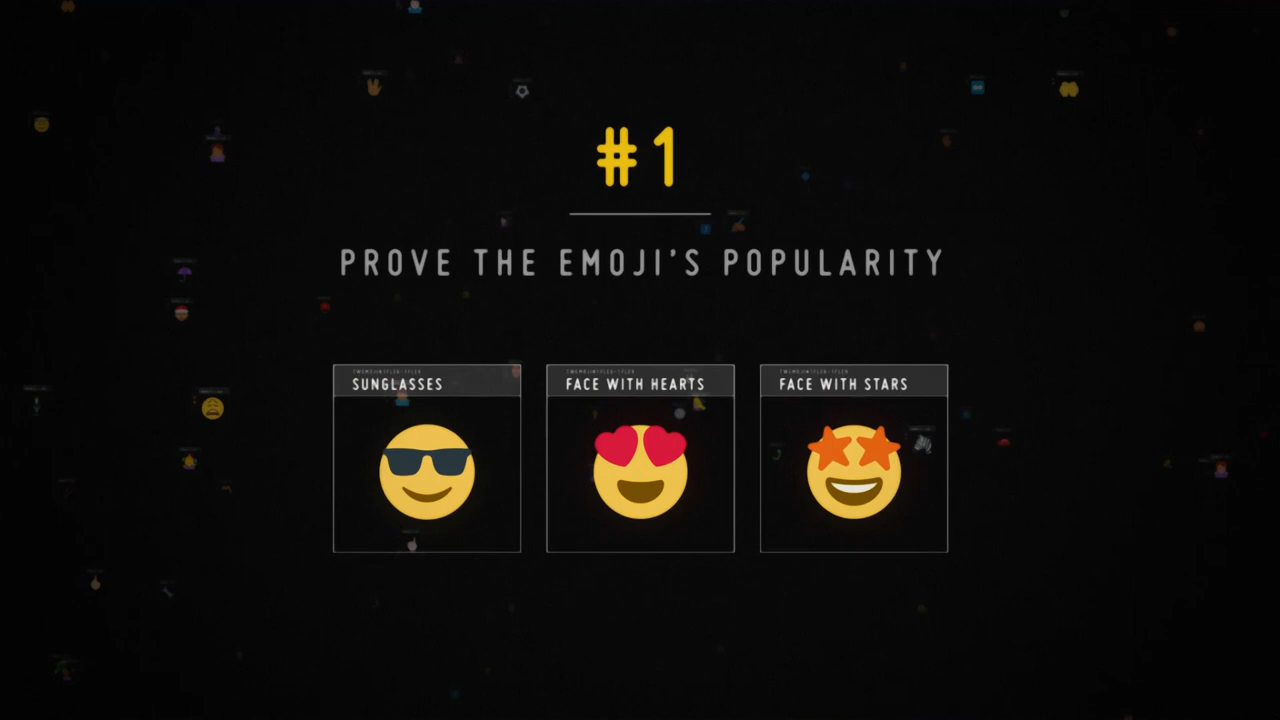 #1
PROVE THE EMOJI'S POPULARITY
SUNGLASSES
FACE WITH HEARTS
FACE WITH STARS